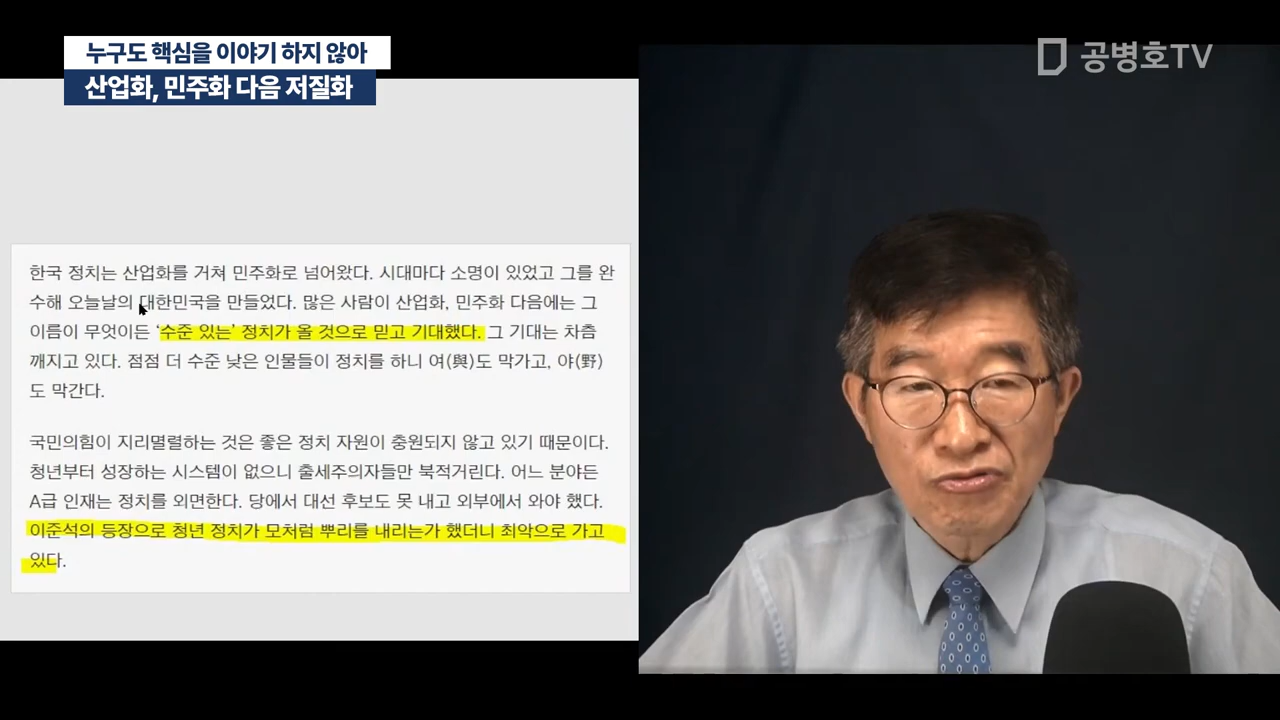 누구도 핵심을 이야기 하지 않아
산업화, 민주화 다음 저질화
공병호TV
한국 정치는 산업화를 거쳐 민주화로 넘어왔다. 시대마다 소명이 있었고 그를 완
수해 오늘날의 대한민국을 만들었다. 많은 사람이 산업화, 민주화 다음에는 그
이름이 무엇이든 ‘수준 있는’ 정치가 올 것으로 믿고 기대했다. 그 기대는 차츰
깨지고 있다. 점점 더 수준 낮은 인물들이 정치를 하니 여(與)도 막가고, 야(野)
도 막간다.
국민의힘이 지리멸렬하는 것은 좋은 정치 자원이 충원되지 않고 있기 때문이다.
청년부터 성장하는 시스템이 없으니 출세주의자들만 북적거린다. 어느 분야든
A급 인재는 정치를 외면한다. 당에서 대선 후보도 못 내고 외부에서 와야 했다.
이준석의 등장으로 청년 정치가 모처럼 뿌리를 내리는가 했더니 최악으로 가고
있다.